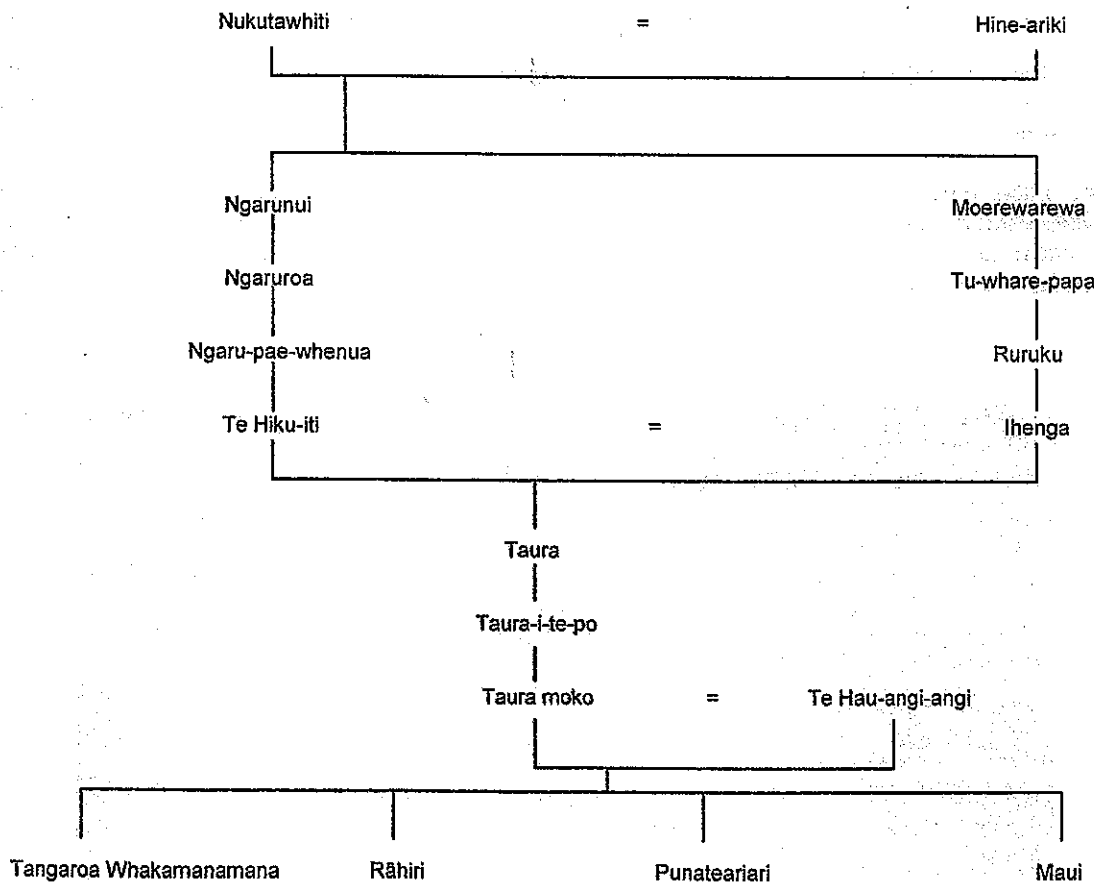 Nukutawhiti = Hine-ariki
Ngarunui Moerewarewa
Ngaruroa Tu-whare-papa
Ngaru-pae-whenua Ruruku
Te Hiku-iti = Ihenga
Taura
Taura-i-te-po
Taura moko = Te Hau-angi-angi
Tangaroa Whakamanamana Rāhiri Punateariari Maui